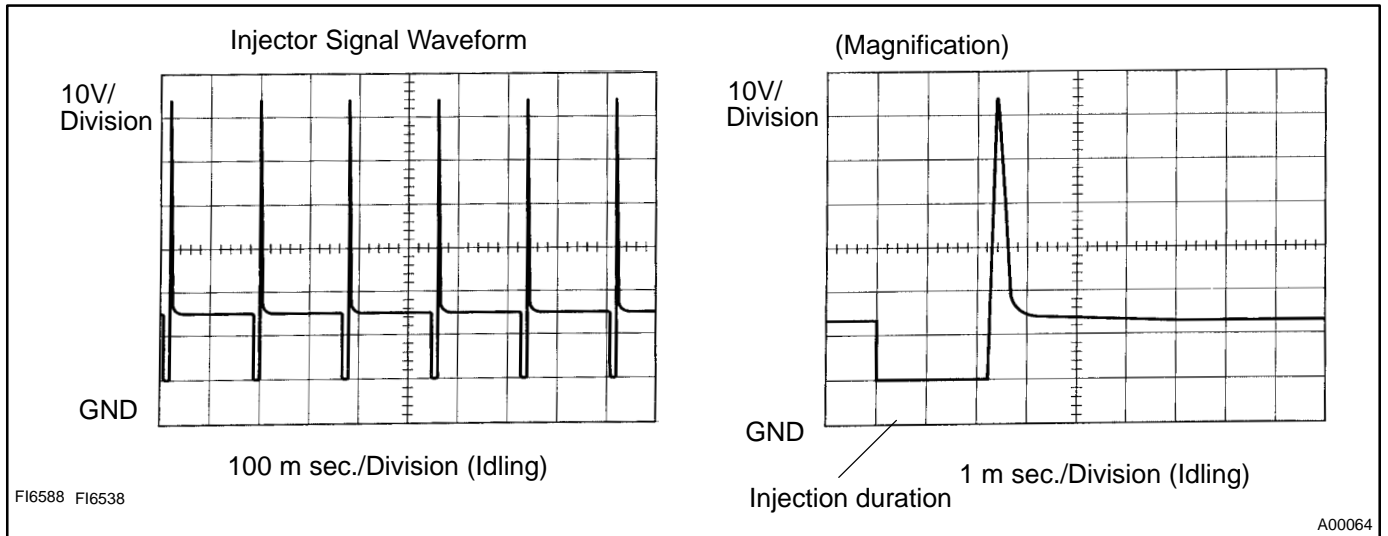 Injector Signal Waveform
10V/
Division
GND
100 m sec./Division (Idling)
FI6588 FI6538
(Magnification)
10V/
Division
GND
Injection duration
1 m sec./Division (Idling)
A00064